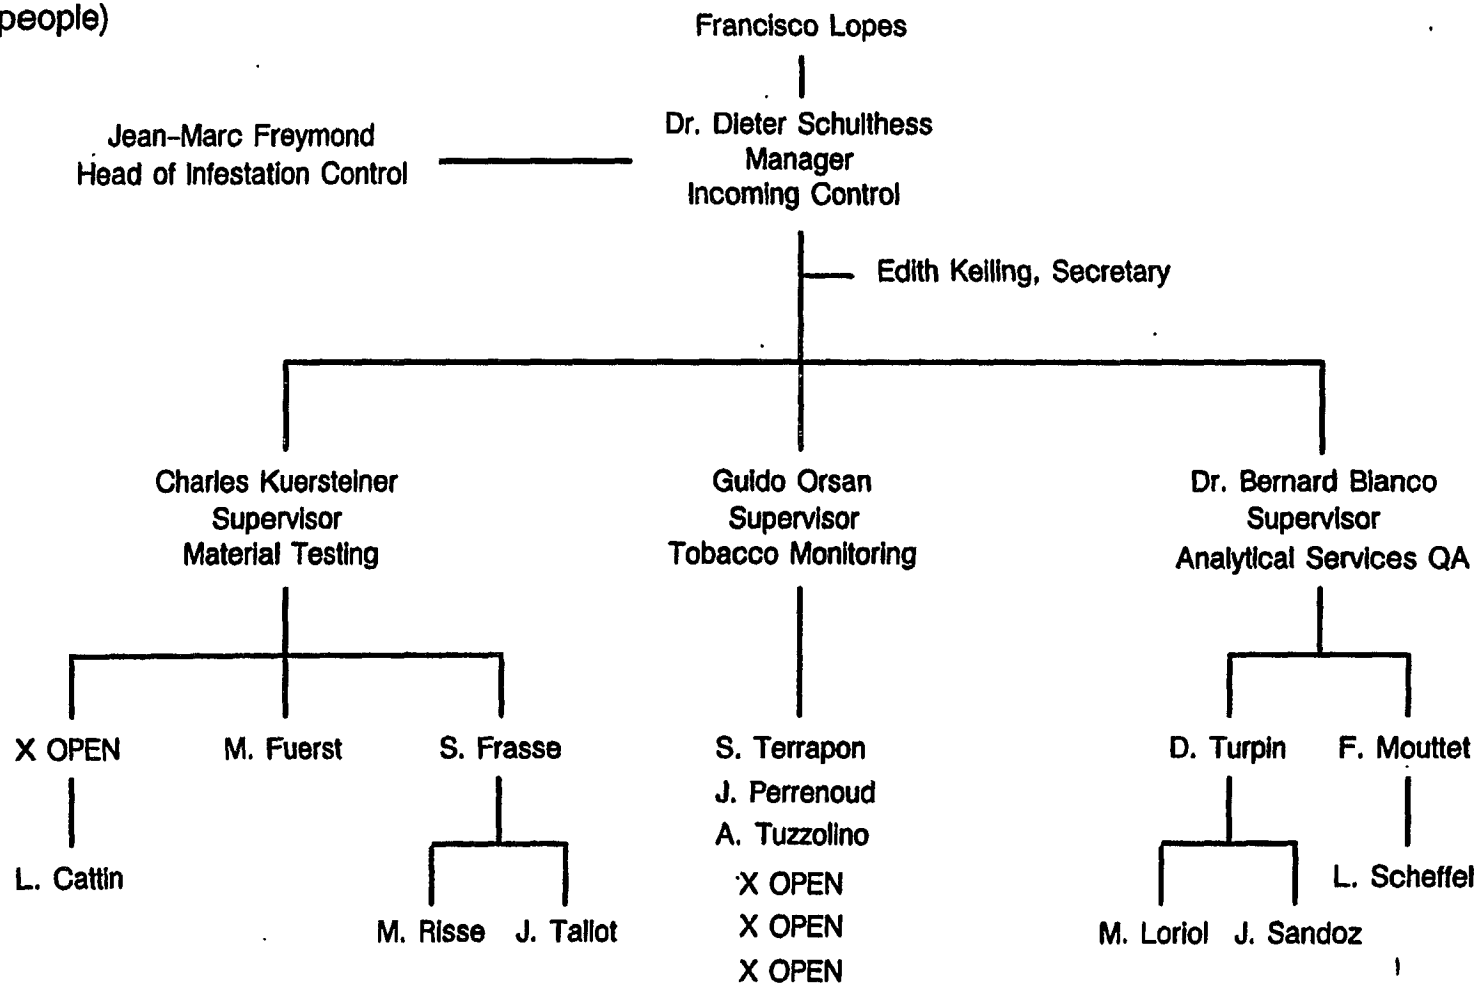 people)
Francisco Lopes
Jean-Marc Freymond
Head of Infestation Control
Dr. Dieter Schulthess
Manager
Incoming Control
Edith Keiling, Secretary
Charles Kuersteiner
Supervisor
Material Testing
Guido Orsan
Supervisor
Tobacco Monitoring
Dr. Bernard Bianco
Supervisor
Analytical Services QA
X OPEN
M. Fuerst
S. Frasse
S. Terrapon
J. Perrenoud
A. Tuzzolino
X OPEN
X OPEN
X OPEN
D. Turpin
F. Mouttet
L. Cattin
M. Risse
J. Tallot
M. Loriol
J. Sandoz
L. Scheffel